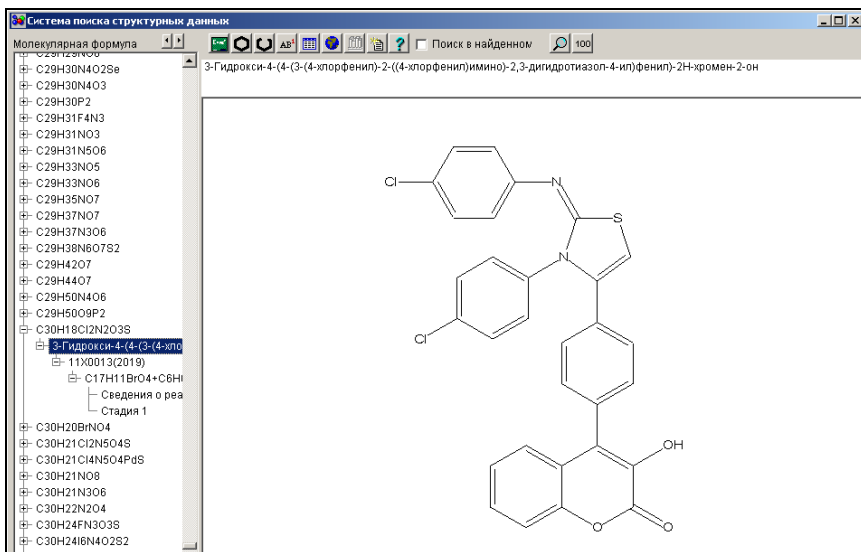 Система поиска структурных данных
Молекулярная формула
AB¹
Поиск в найденном
100
3-Гидрокси-4-(4-(3-(4-хлорфенил)-2-((4-хлорфенил)имино)-2,3-дигидротиазол-4-ил)фенил)-2H-хромен-2-он
C29H29NO8
C29H30N4O2Se
C29H30N4O3
C29H30P2
C29H31F4N3
C29H31NO3
C29H31N5O6
C29H33NO5
C29H33NO6
C29H35NO7
C29H37NO7
C29H37N3O6
C29H38N6O7S2
C29H42O7
C29H44O7
C29H50N4O6
C29H50O9P2
C30H18Cl2N2O3S
3-Гидрокси-4-(4-(3-(4-хло
11X0013(2019)
C17H11BrO4+C6H
Сведения о реа
Стадия 1
C30H20BrNO4
C30H21Cl2N5O4S
C30H21Cl4N5O4PdS
C30H21NO8
C30H21N3O6
C30H22N2O4
C30H24FN3O3S
C30H24I6N4O2S2
Cl
N
S
N
Cl
OH
O
O